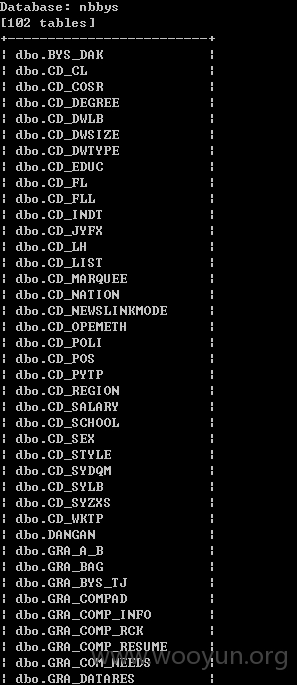 Database: nbbys
[102 tables]
+-------------------------+
¦ dbo.BYS_DAK ¦
¦ dbo.CD_CL ¦
¦ dbo.CD_COSR ¦
¦ dbo.CD_DEGREE ¦
¦ dbo.CD_DWLB ¦
¦ dbo.CD_DWSIZE ¦
¦ dbo.CD_DWTYPE ¦
¦ dbo.CD_EDUC ¦
¦ dbo.CD_FL ¦
¦ dbo.CD_FLL ¦
¦ dbo.CD_INDT ¦
¦ dbo.CD_JYFX ¦
¦ dbo.CD_LH ¦
¦ dbo.CD_LIST ¦
¦ dbo.CD_MARQUEE ¦
¦ dbo.CD_NATION ¦
¦ dbo.CD_NEWSLINKMODE ¦
¦ dbo.CD_OPEMETH ¦
¦ dbo.CD_POLI ¦
¦ dbo.CD_POS ¦
¦ dbo.CD_PYTP ¦
¦ dbo.CD_REGION ¦
¦ dbo.CD_SALARY ¦
¦ dbo.CD_SCHOOL ¦
¦ dbo.CD_SEX ¦
¦ dbo.CD_STYLE ¦
¦ dbo.CD_SYDQM ¦
¦ dbo.CD_SYLB ¦
¦ dbo.CD_SYZXS ¦
¦ dbo.CD_WKTP ¦
¦ dbo.DANGAN ¦
¦ dbo.GRA_A_B ¦
¦ dbo.GRA_BAG ¦
¦ dbo.GRA_BYS_TJ ¦
¦ dbo.GRA_COMPAD ¦
¦ dbo.GRA_COMP_INFO ¦
¦ dbo.GRA_COMP_RCK ¦
¦ dbo.GRA_COMP_RESUME ¦
¦ dbo.GRA_COM_NEEDS ¦
¦ dbo.GRA_DATARES ¦
www.wooyun.org